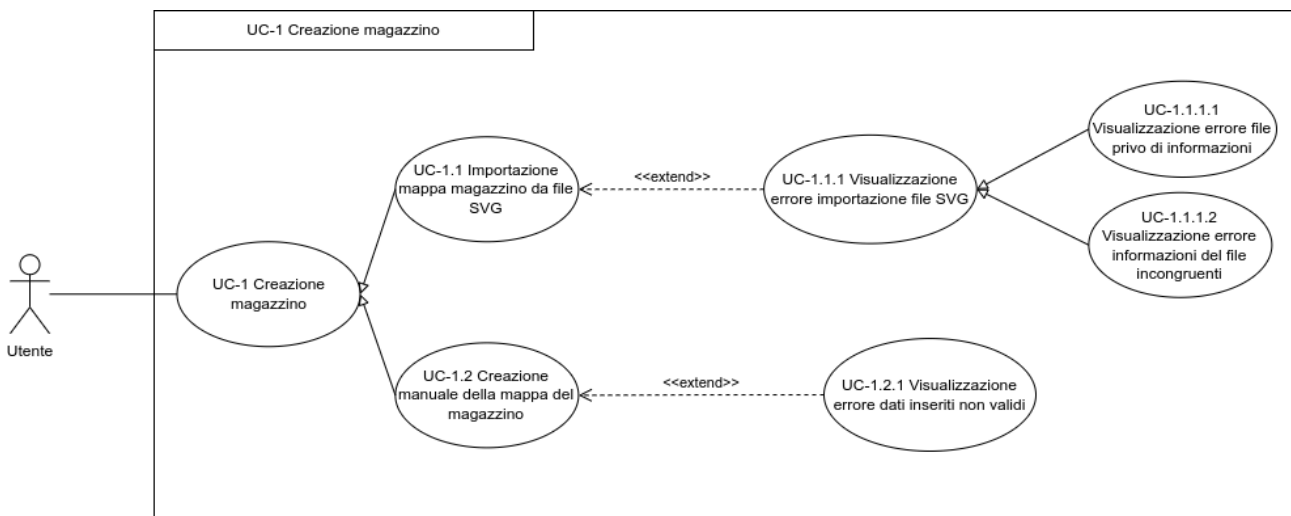 UC-1 Creazione magazzino
UC-1.1.1.1
Visualizzazione errore file
privo di informazioni
UC-1.1 Importazione
mappa magazzino da file
SVG
<<extend>>
UC-1.1.1 Visualizzazione
errore importazione file SVG
UC-1.1.1.2
Visualizzazione errore
informazioni del file
incongruenti
UC-1 Creazione
magazzino
Utente
UC-1.2 Creazione
manuale della mappa del
magazzino
<<extend>>
UC-1.2.1 Visualizzazione
errore dati inseriti non validi